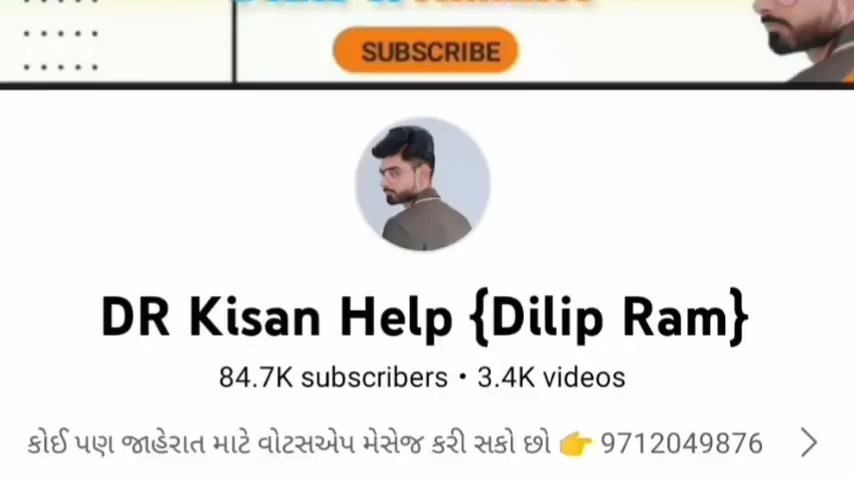 SUBSCRIBE
DR Kisan Help {Dilip Ram}
84.7K subscribers • 3.4K videos
કોઈ પણ જાહેરાત માટે વોટસએપ મેસેજ કરી સકો છો 👉 9712049876